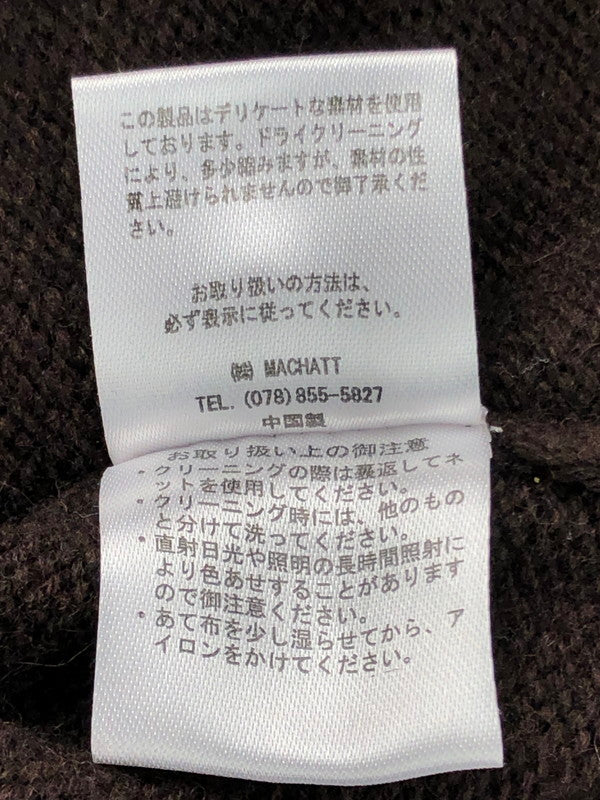 この製品はデリケートな素材を使用
しております。ドライクリーニング
により、多少縮みますが、素材の性
質上避けられませんので御了承くだ
さい。
お取り扱いの方法は、
必ず表示に従ってください。
㈱ MACHATT
TEL. (078) 855-5827
中国製
お取り扱い上の御注意
・クリーニングの際は裏返してネ
ットを使用してください。
・クリーニング時には、他のもの
と分けて洗ってください。
・直射日光や照明の長時間照射に
より色あせすることがあります
ので御注意ください。
・あて布を少し湿らせてから、ア
イロンをかけてください。